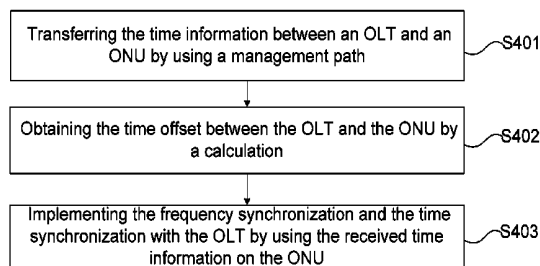 Transferring the time information between an OLT and an
ONU by using a management path
S401
Obtaining the time offset between the OLT and the ONU by
a calculation
S402
Implementing the frequency synchronization and the time
synchronization with the OLT by using the received time
information on the ONU
S403